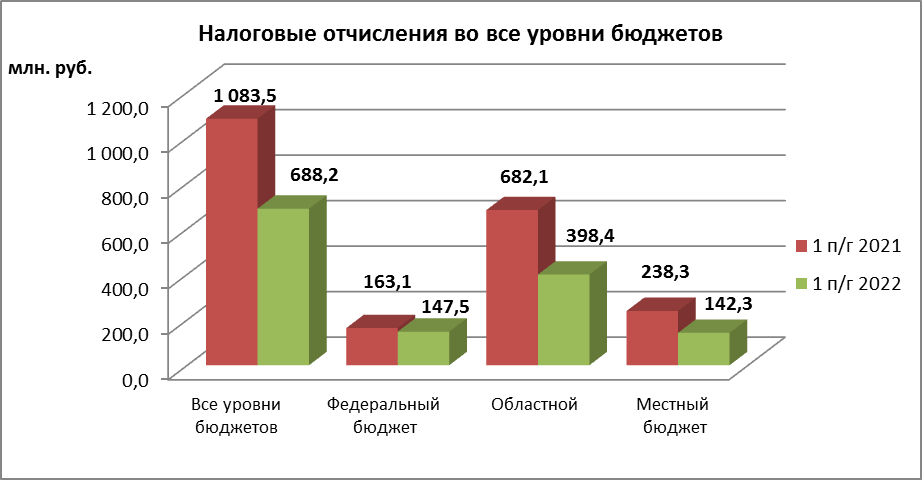 Налоговые отчисления во все уровни бюджетов
млн. руб.
1 200,0
1 000,0
800,0
600,0
400,0
200,0
0,0
1 083,5
688,2
163,1
147,5
682,1
398,4
238,3
142,3
Все уровни
бюджетов
Федеральный
бюджет
Областной
Местный
бюджет
1 п/г 2021
1 п/г 2022